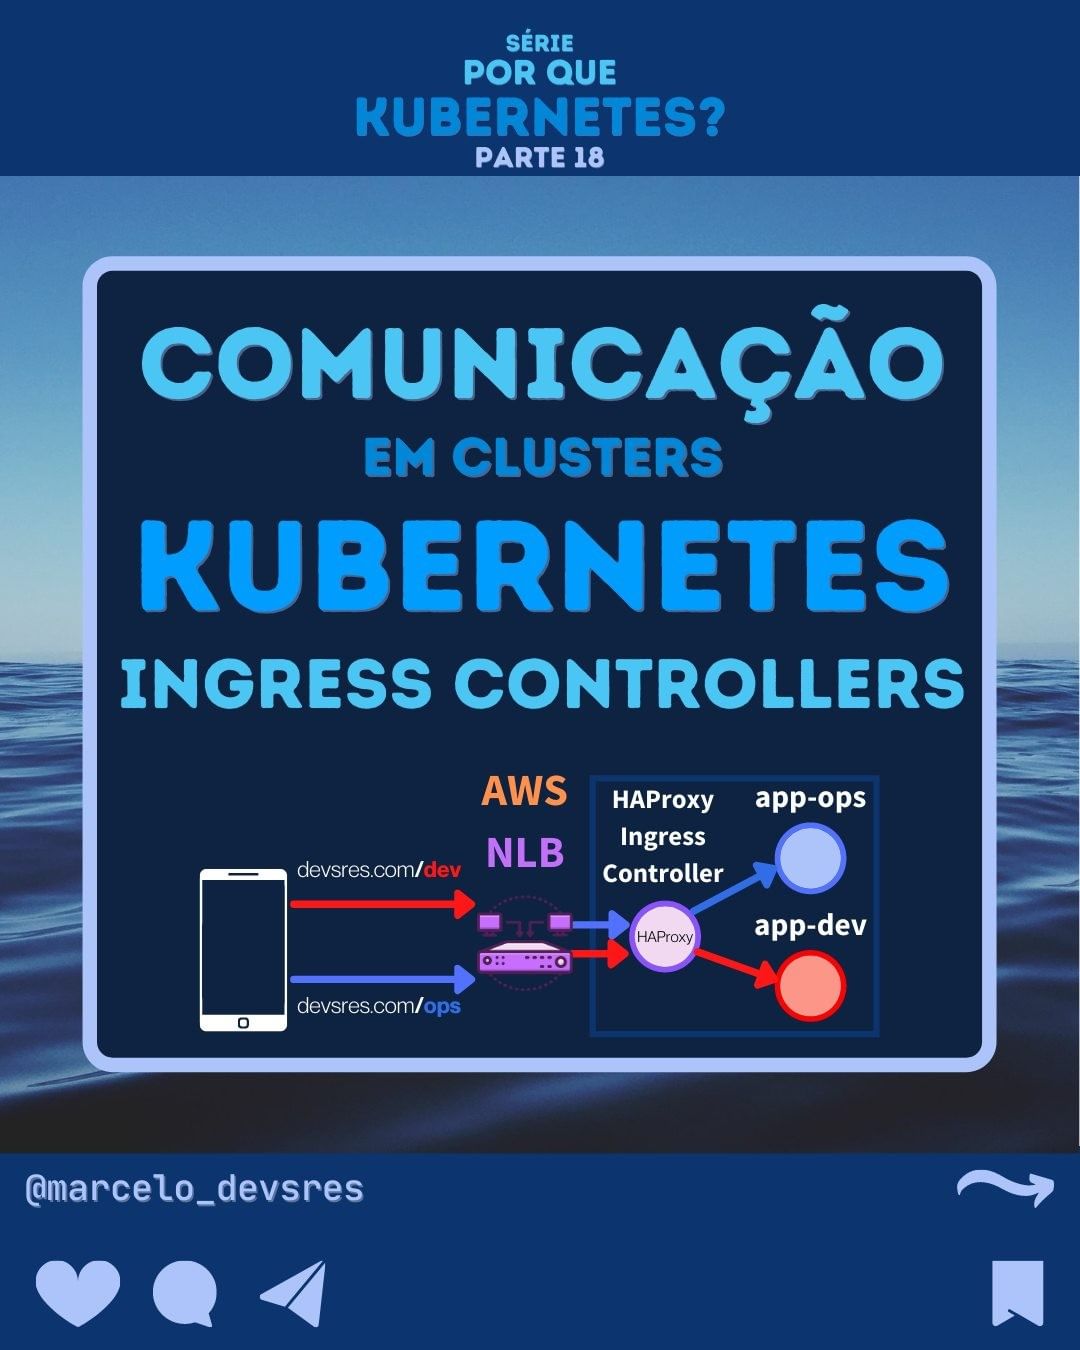 SÉRIE
POR QUE
KUBERNETES?
PARTE 18
COMUNICAÇÃO
EM CLUSTERS
KUBERNETES
INGRESS CONTROLLERS
AWS
NLB
HAProxy
Ingress
Controller
app-ops
devsres.com/dev
app-dev
HAProxy
devsres.com/ops
@marcelo_devsres